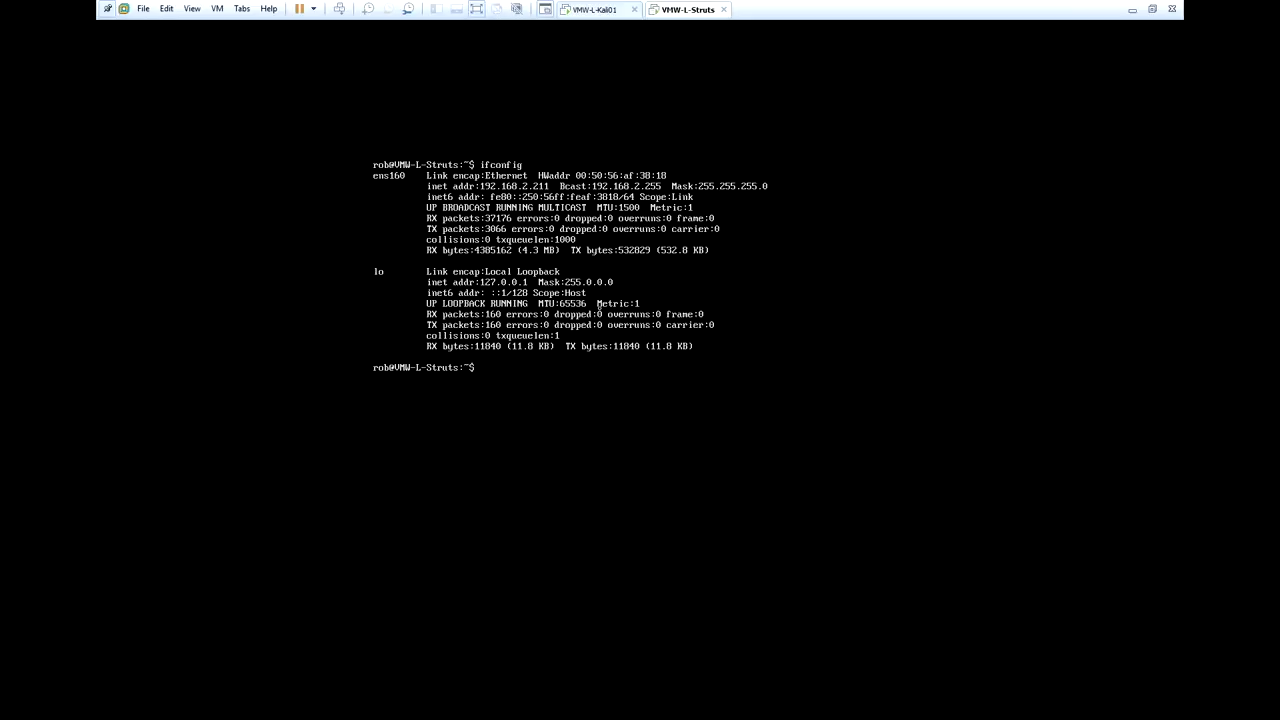 File Edit View VM Tabs Help VMW-L-Kali01 VMW-L-Struts
rob@VMW-L-Struts:~$ ifconfig
ens160 Link encap:Ethernet HWaddr 00:50:56:af:38:18
inet addr:192.168.2.211 Bcast:192.168.2.255 Mask:255.255.255.0
inet6 addr: fe80::250:56ff:feaf:3818/64 Scope:Link
UP BROADCAST RUNNING MULTICAST MTU:1500 Metric:1
RX packets:37176 errors:0 dropped:0 overruns:0 frame:0
TX packets:3066 errors:0 dropped:0 overruns:0 carrier:0
collisions:0 txqueuelen:1000
RX bytes:4385162 (4.3 MB) TX bytes:532829 (532.8 KB)
lo Link encap:Local Loopback
inet addr:127.0.0.1 Mask:255.0.0.0
inet6 addr: ::1/128 Scope:Host
UP LOOPBACK RUNNING MTU:65536 Metric:1
RX packets:160 errors:0 dropped:0 overruns:0 frame:0
TX packets:160 errors:0 dropped:0 overruns:0 carrier:0
collisions:0 txqueuelen:1
RX bytes:11840 (11.8 KB) TX bytes:11840 (11.8 KB)
rob@VMW-L-Struts:~$